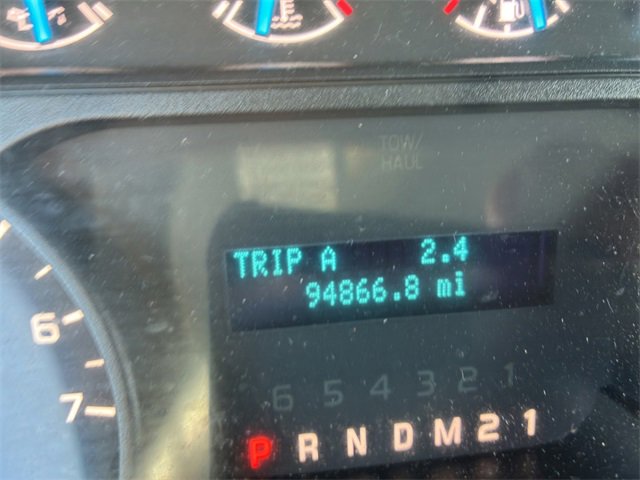 TOW/
HAUL
TRIP A 2.4
94866.8 mi
6
7
6 5 4 3 2 1
P R N D M 2 1